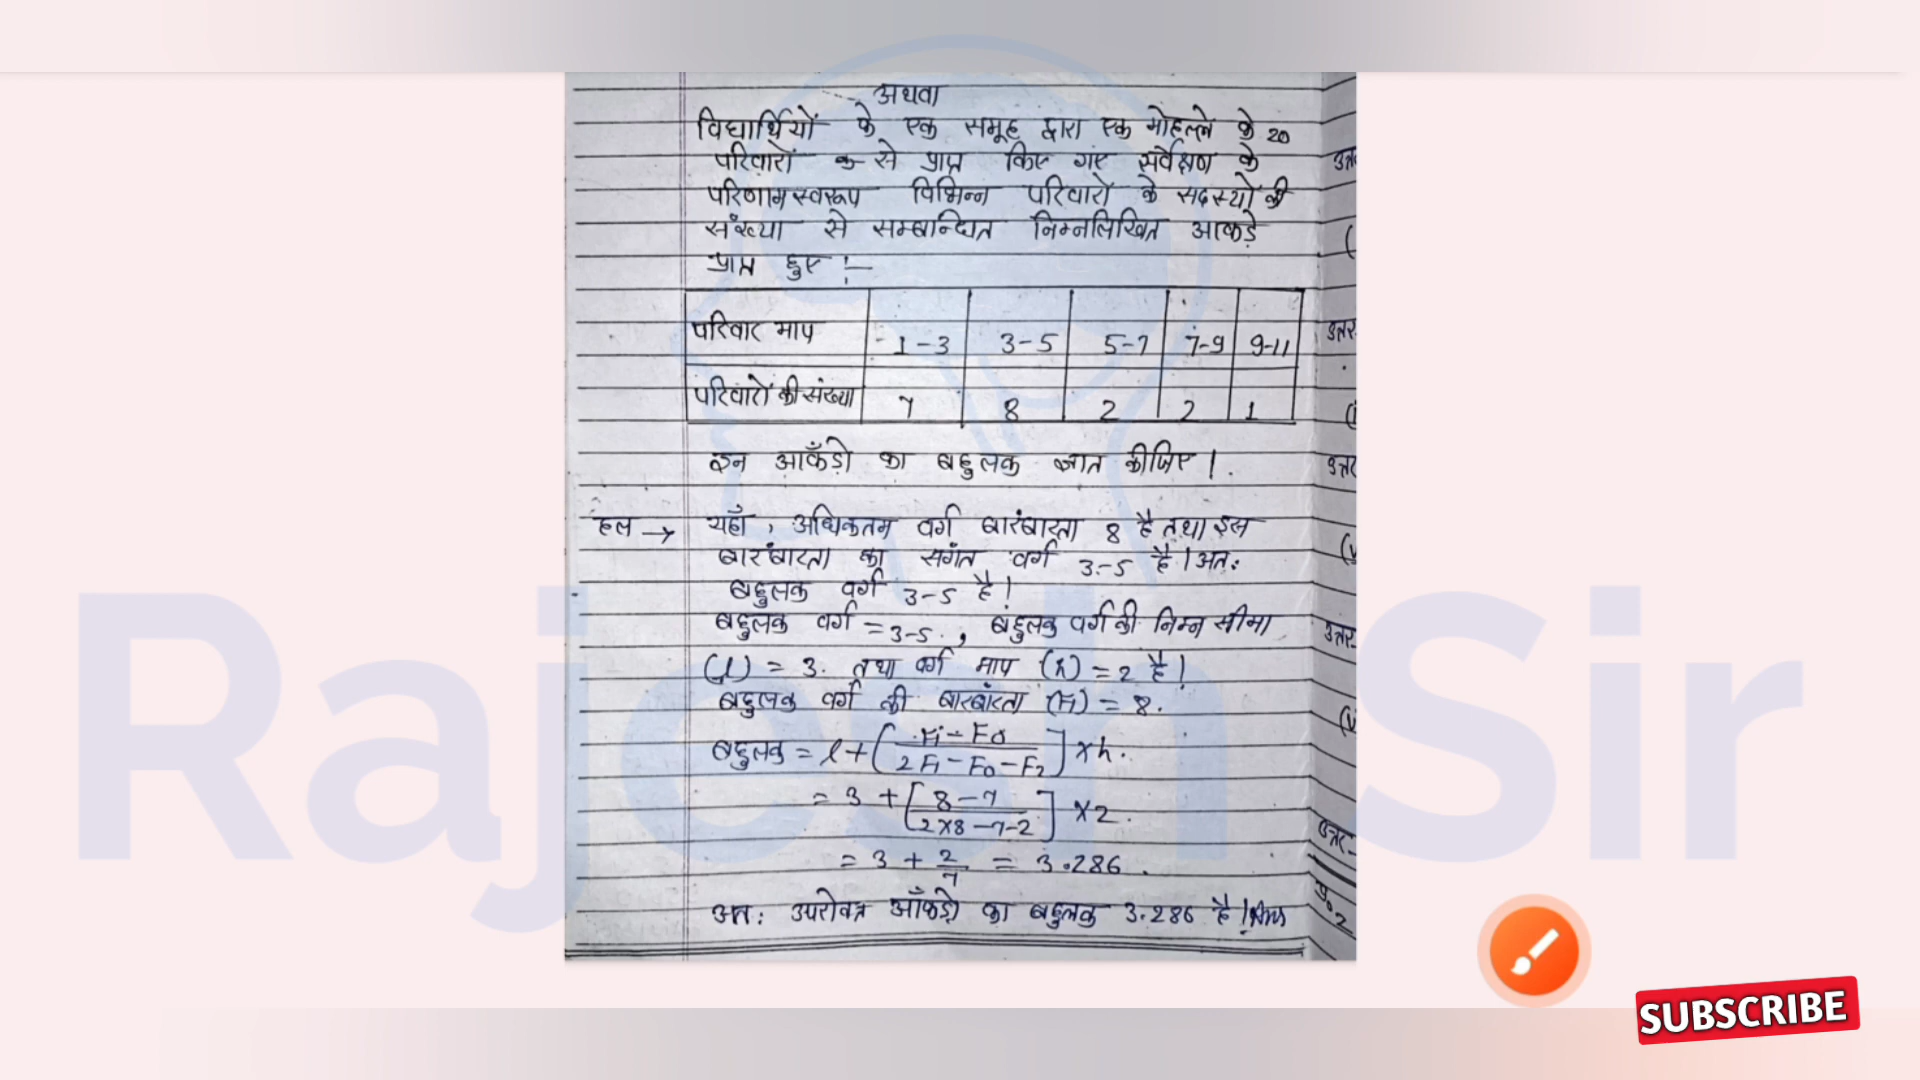 अथवा
विद्यार्थियों के एक समूह द्वारा एक मोहल्ले के 20
परिवारों के से प्राप्त किए गए सर्वेक्षण के
परिणामस्वरूप विभिन्न परिवारों के सदस्यों की
संख्या से सम्बन्धित निम्नलिखित आकड़े
प्राप्त हुए :-
परिवार माप 1-3 3-5 5-7 7-9 9-11
परिवारों की संख्या 7 8 2 2 1
इन आकँड़ो का बहुलक ज्ञात कीजिए।
हल → यहाँ, अधिकतम वर्ग बारंबारता 8 है तथा इस
बारंबारता का संगत वर्ग 3-5 है। अत:
बहुलक वर्ग 3-5 है।
बहुलक वर्ग = 3-5, बहुलक वर्ग की निम्न सीमा
(l) = 3. तथा वर्ग माप (h) = 2 है।
बहुलक वर्ग की बारबांरता (F1) = 8.
बहुलक = l + [F1 - F0 / 2F1 - F0 - F2] × h.
= 3 + [8-7 / 2×8-7-2] × 2.
= 3 + 2/7 = 3.286.
अत: उपरोक्त आँकड़ो का बहुलक 3.286 है। Ans
Rajesh Sir
SUBSCRIBE